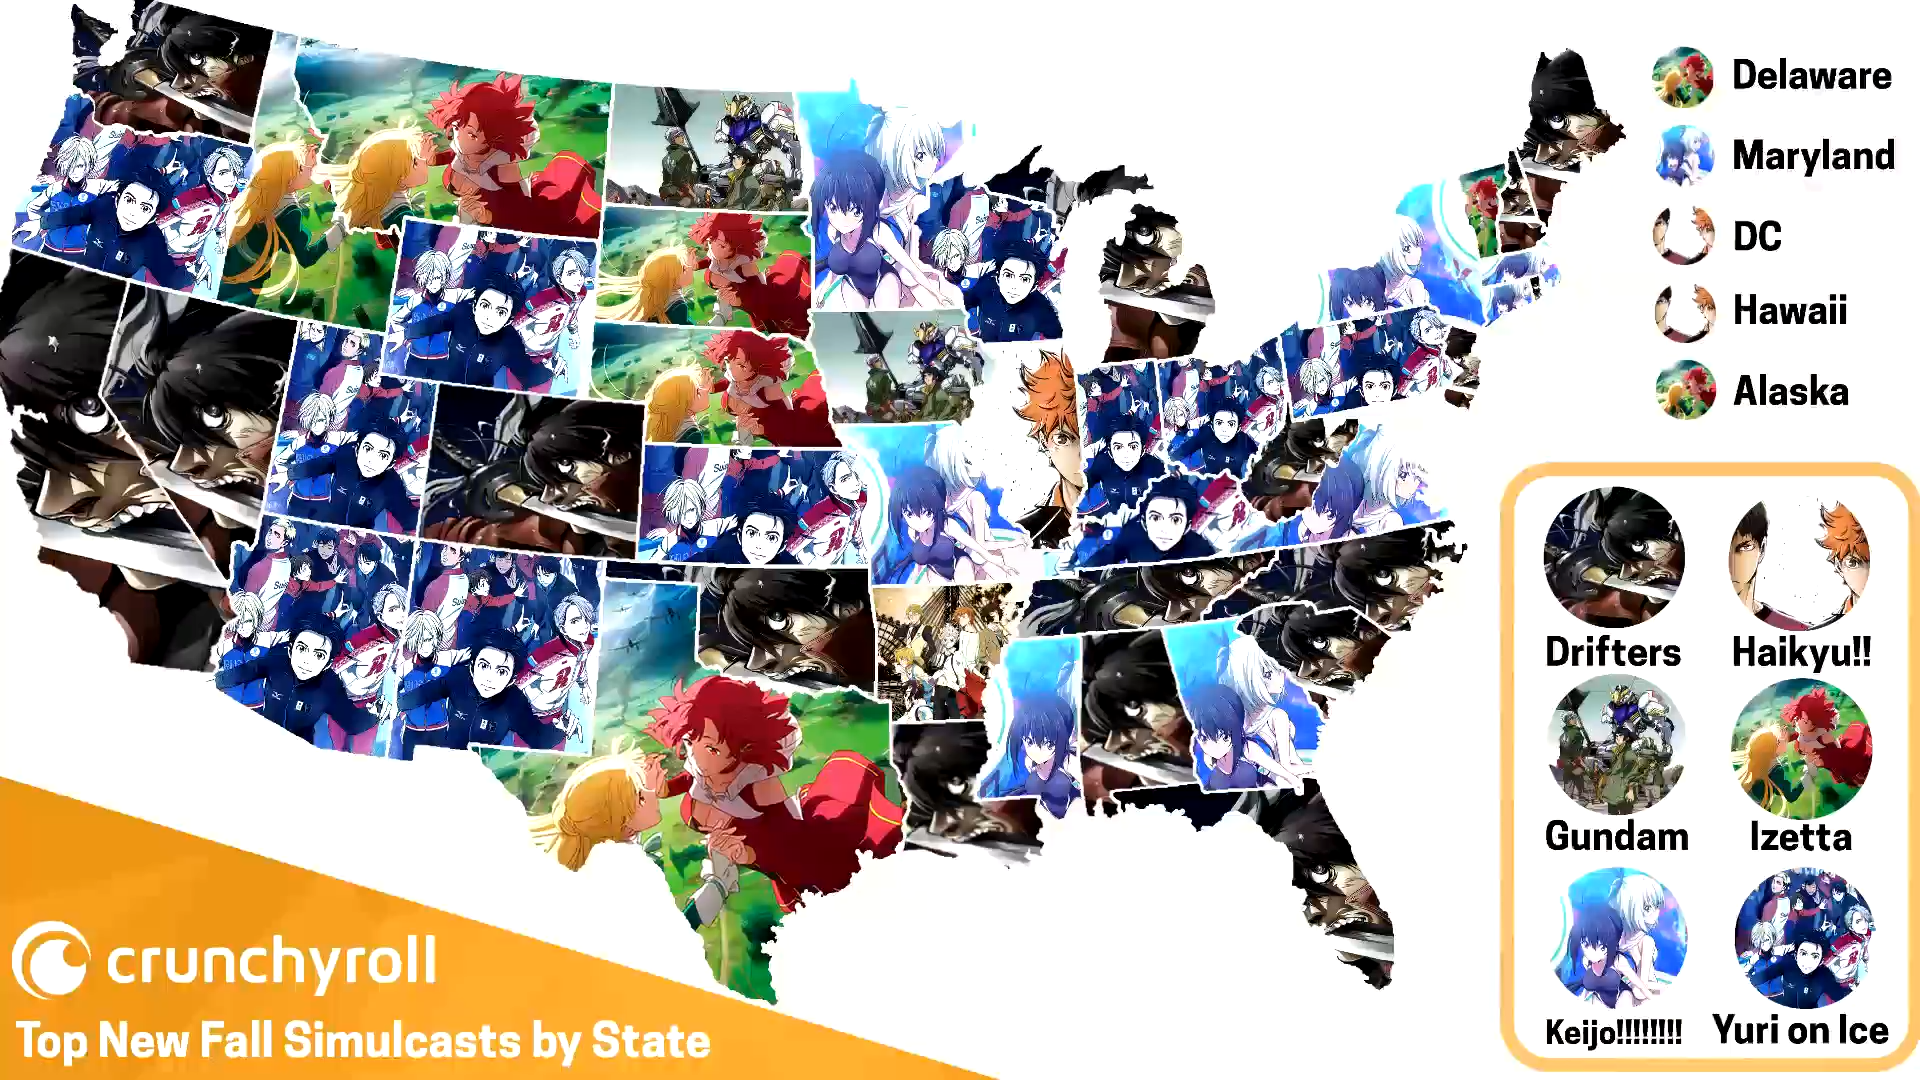 Delaware
Maryland
DC
Hawaii
Alaska
Drifters
Haikyu!!
Gundam
Izetta
Keijo!!!!!!!!
Yuri on Ice
crunchyroll
Top New Fall Simulcasts by State